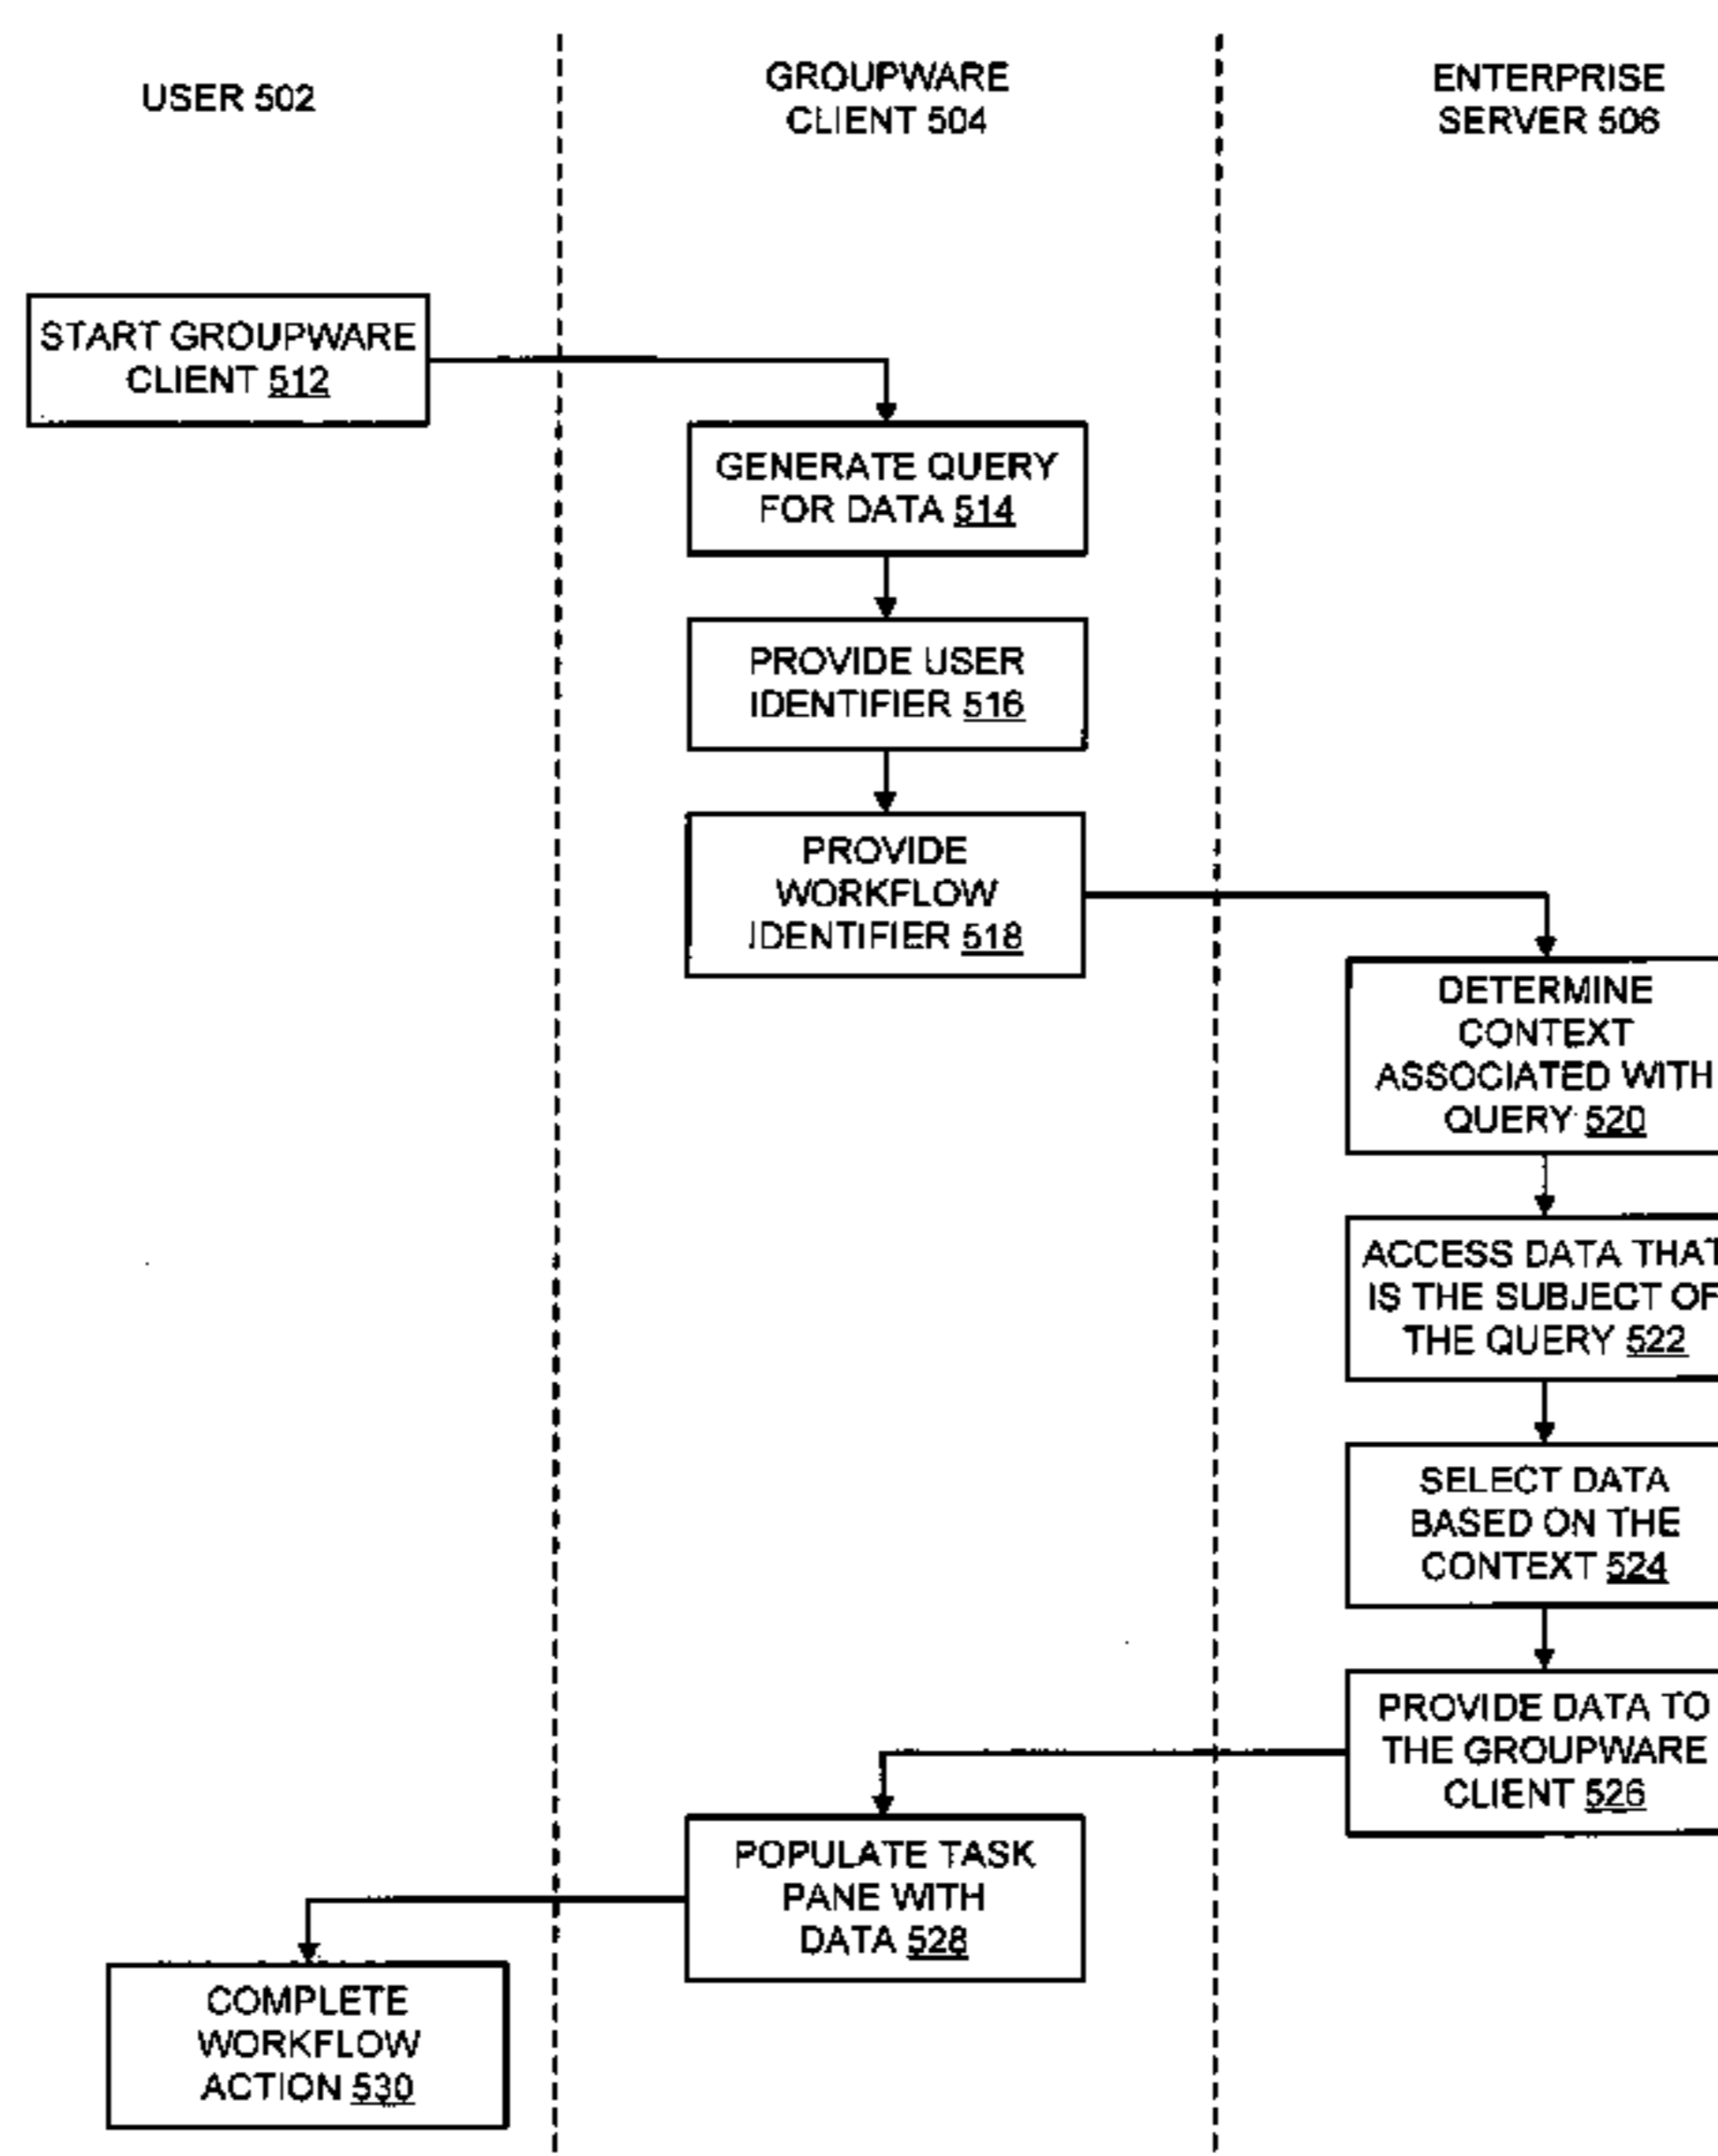 USER 502
GROUPWARE
CLIENT 504
ENTERPRISE
SERVER 506
START GROUPWARE
CLIENT 512
GENERATE QUERY
FOR DATA 514
PROVIDE USER
IDENTIFIER 516
PROVIDE
WORKFLOW
IDENTIFIER 518
DETERMINE
CONTEXT
ASSOCIATED WITH
QUERY 520
ACCESS DATA THAT
IS THE SUBJECT OF
THE QUERY 522
SELECT DATA
BASED ON THE
CONTEXT 524
PROVIDE DATA TO
THE GROUPWARE
CLIENT 526
POPULATE TASK
PANE WITH
DATA 528
COMPLETE
WORKFLOW
ACTION 530